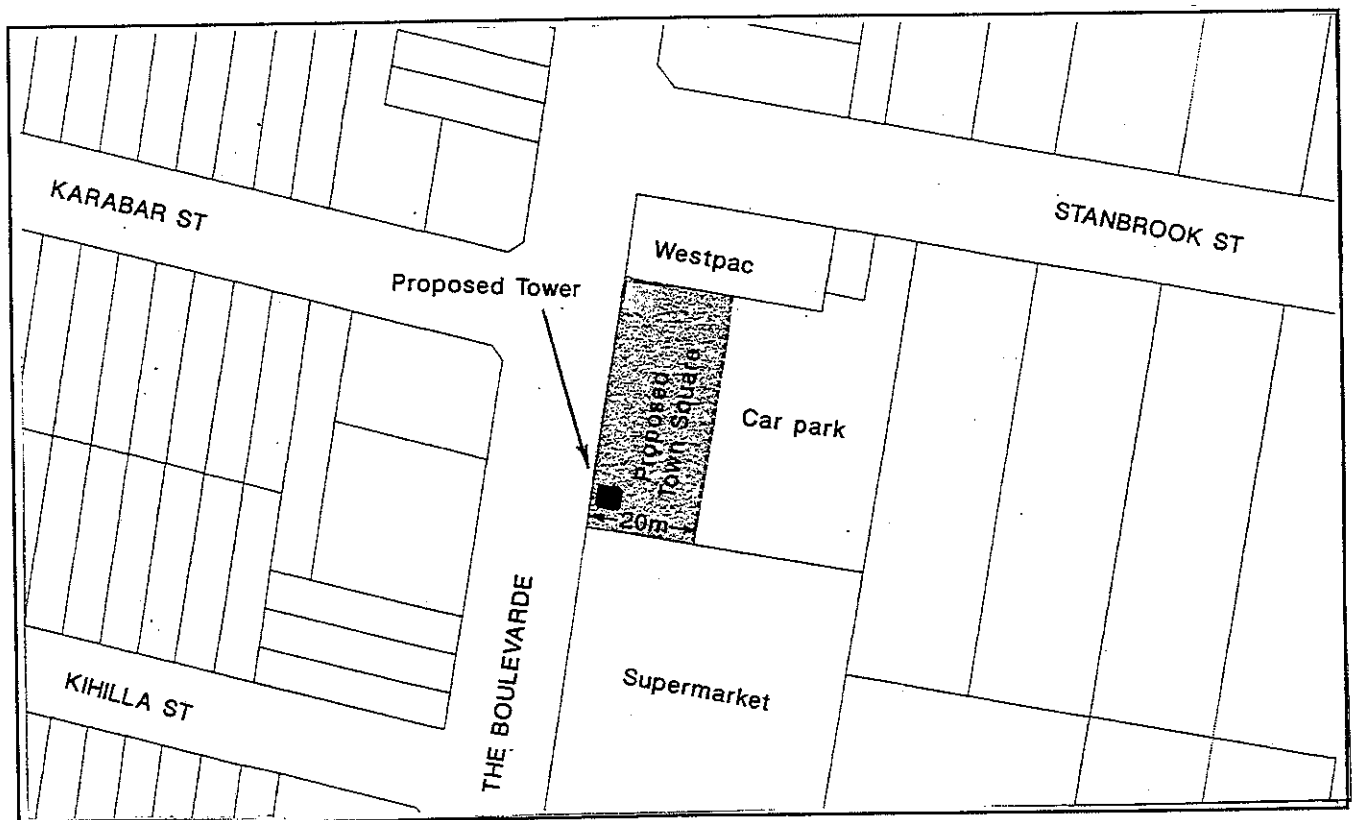 KARABAR ST
STANBROOK ST
Westpac
Proposed Tower
Proposed
Town Square
Car park
20m
THE BOULEVARDE
Supermarket
KIHILLA ST